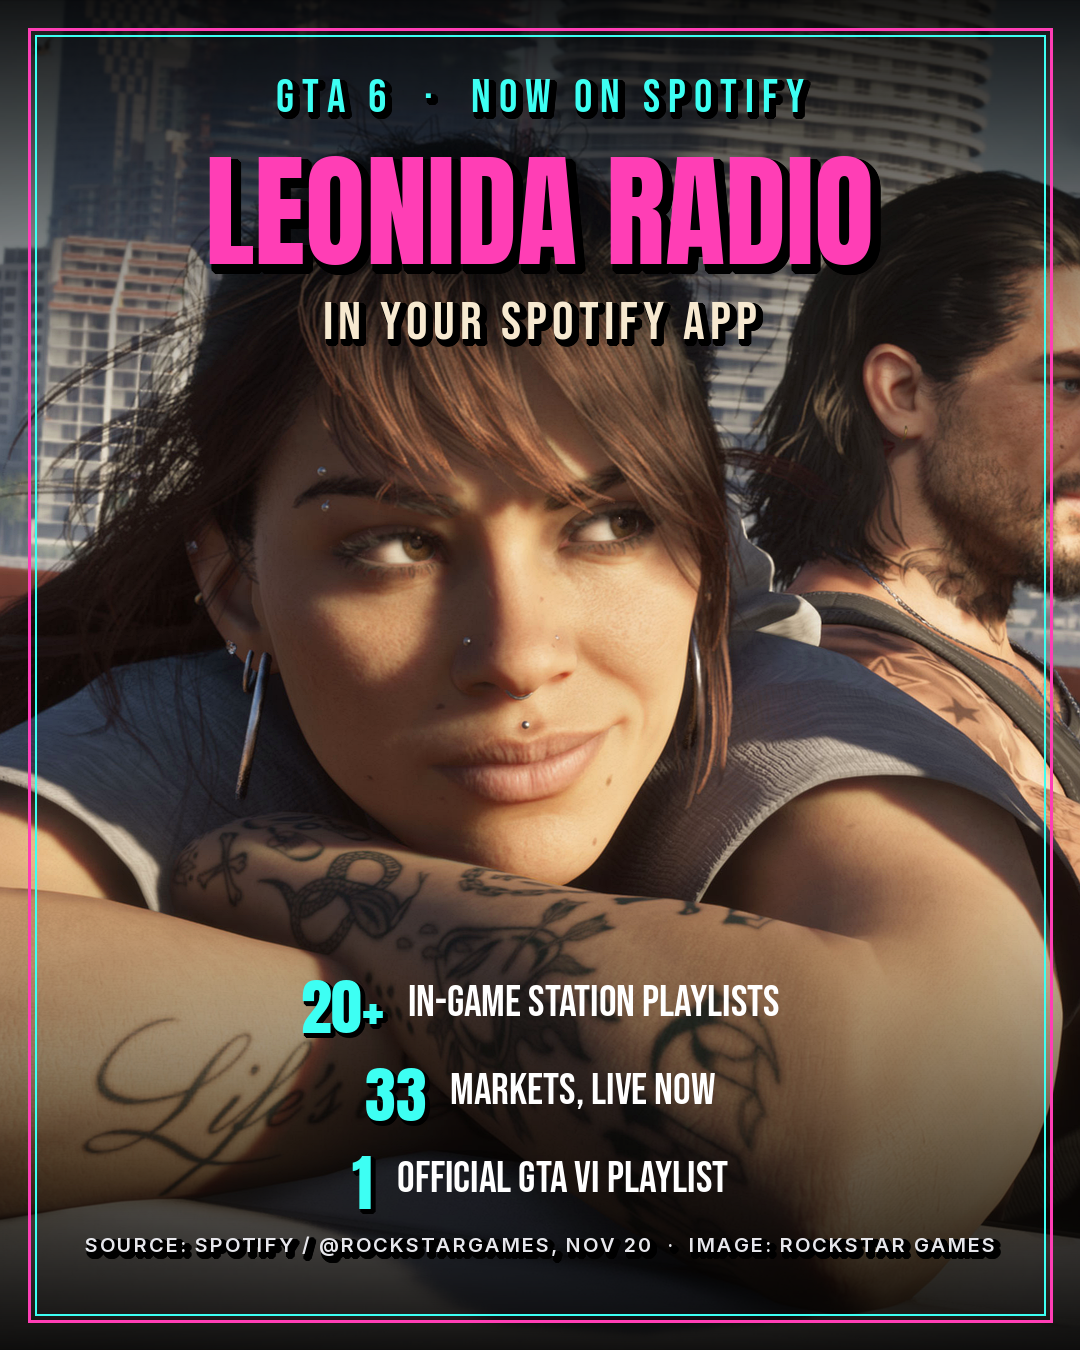 GTA 6 · NOW ON SPOTIFY
LEONIDA RADIO
IN YOUR SPOTIFY APP
20+ IN-GAME STATION PLAYLISTS
Life's
33 MARKETS, LIVE NOW
1 OFFICIAL GTA VI PLAYLIST
SOURCE: SPOTIFY / @ROCKSTARGAMES, NOV 20 · IMAGE: ROCKSTAR GAMES